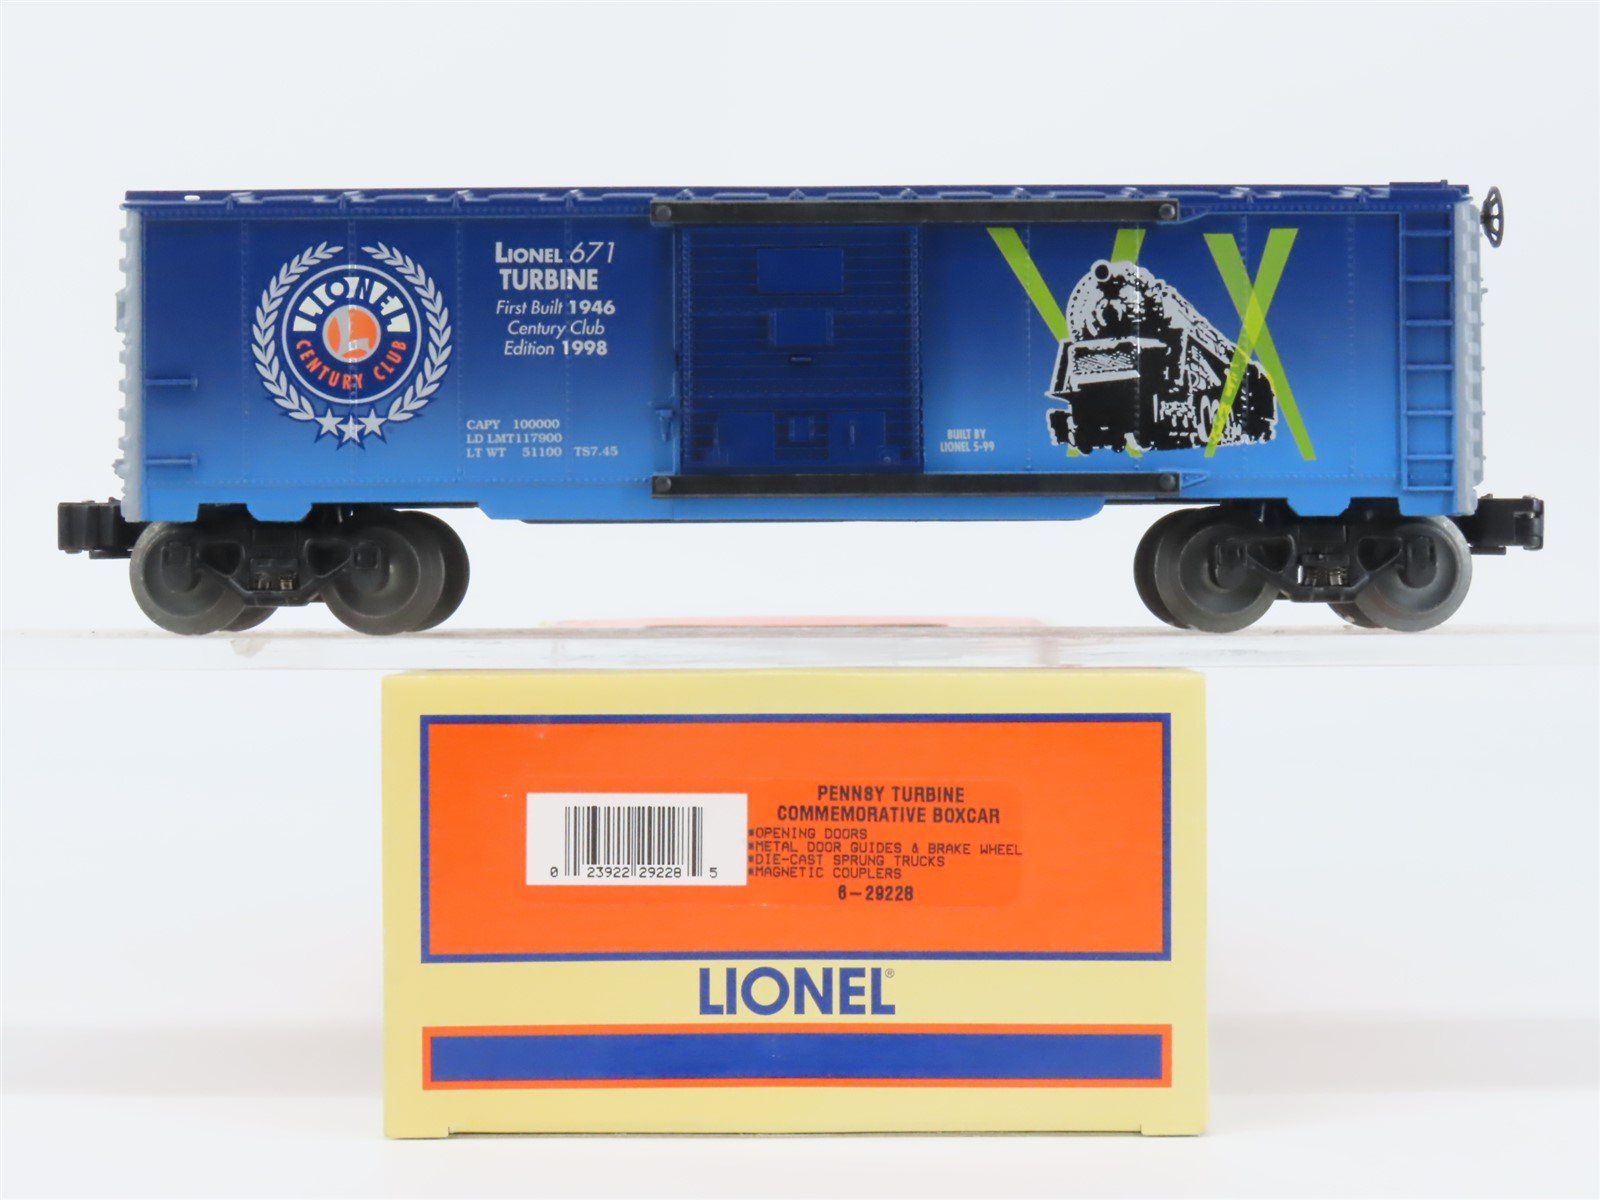 LIONEL
L
CENTURY CLUB
LIONEL 671
TURBINE
First Built 1946
Century Club
Edition 1998
CAPY 100000
LD LMT117900
LT WT 51100 TS7.45
BUILT BY
LIONEL 5-99
XX
PENNSY TURBINE
COMMEMORATIVE BOXCAR
*OPENING DOORS
*METAL DOOR GUIDES & BRAKE WHEEL
*DIE-CAST SPRUNG TRUCKS
*MAGNETIC COUPLERS
6-29228
0 23922 29228 5
LIONEL®